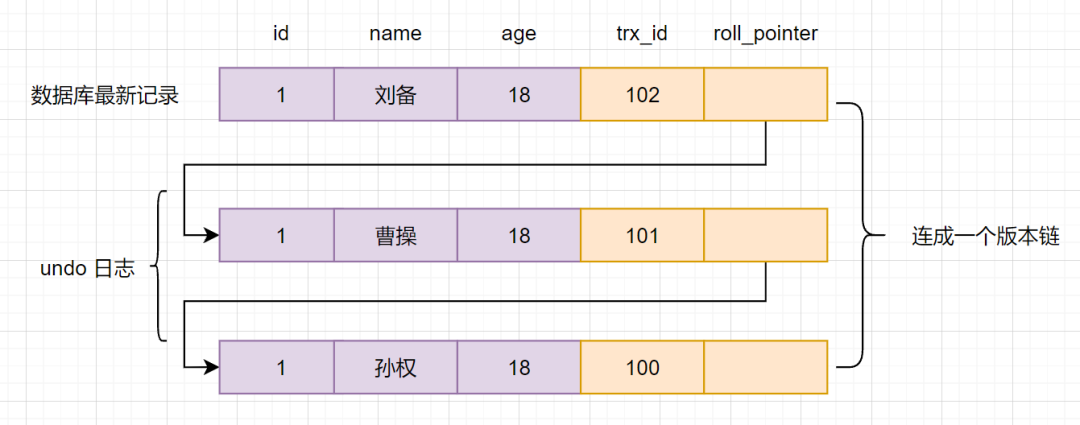 id name age trx_id roll_pointer
数据库最新记录 1 刘备 18 102
1 曹操 18 101
连成一个版本链
undo 日志
1 孙权 18 100